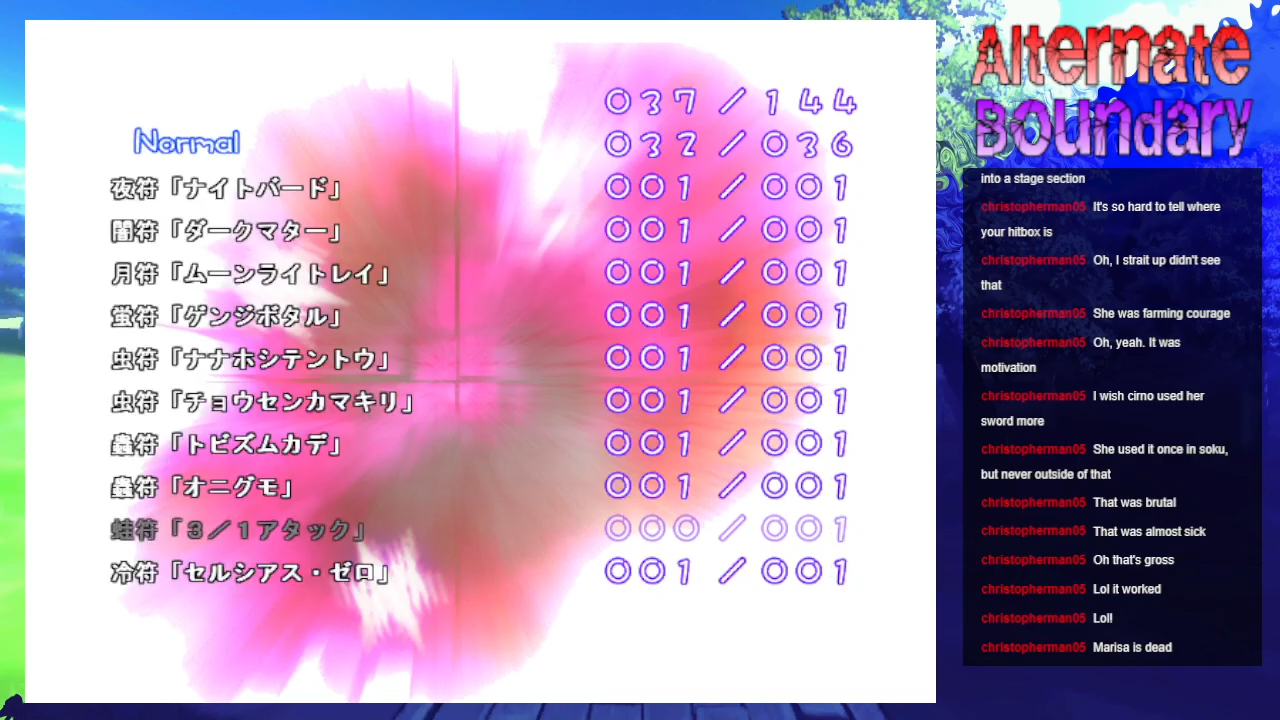 037／144
Normal 032／036
夜符「ナイトバード」 001／001
闇符「ダークマター」 001／001
月符「ムーンライトレイ」 001／001
蛍符「ゲンジボタル」 001／001
虫符「ナナホシテントウ」 001／001
虫符「チョウセンカマキリ」 001／001
蟲符「トビズムカデ」 001／001
蟲符「オニグモ」 001／001
蛙符「３／１アタック」 000／001
冷符「セルシアス・ゼロ」 001／001
Alternate
Boundary
into a stage section
christopherman05 It's so hard to tell where
your hitbox is
christopherman05 Oh, I strait up didn't see
that
christopherman05 She was farming courage
christopherman05 Oh, yeah. It was
motivation
christopherman05 I wish cirno used her
sword more
christopherman05 She used it once in soku,
but never outside of that
christopherman05 That was brutal
christopherman05 That was almost sick
christopherman05 Oh that's gross
christopherman05 Lol it worked
christopherman05 Lol!
christopherman05 Marisa is dead